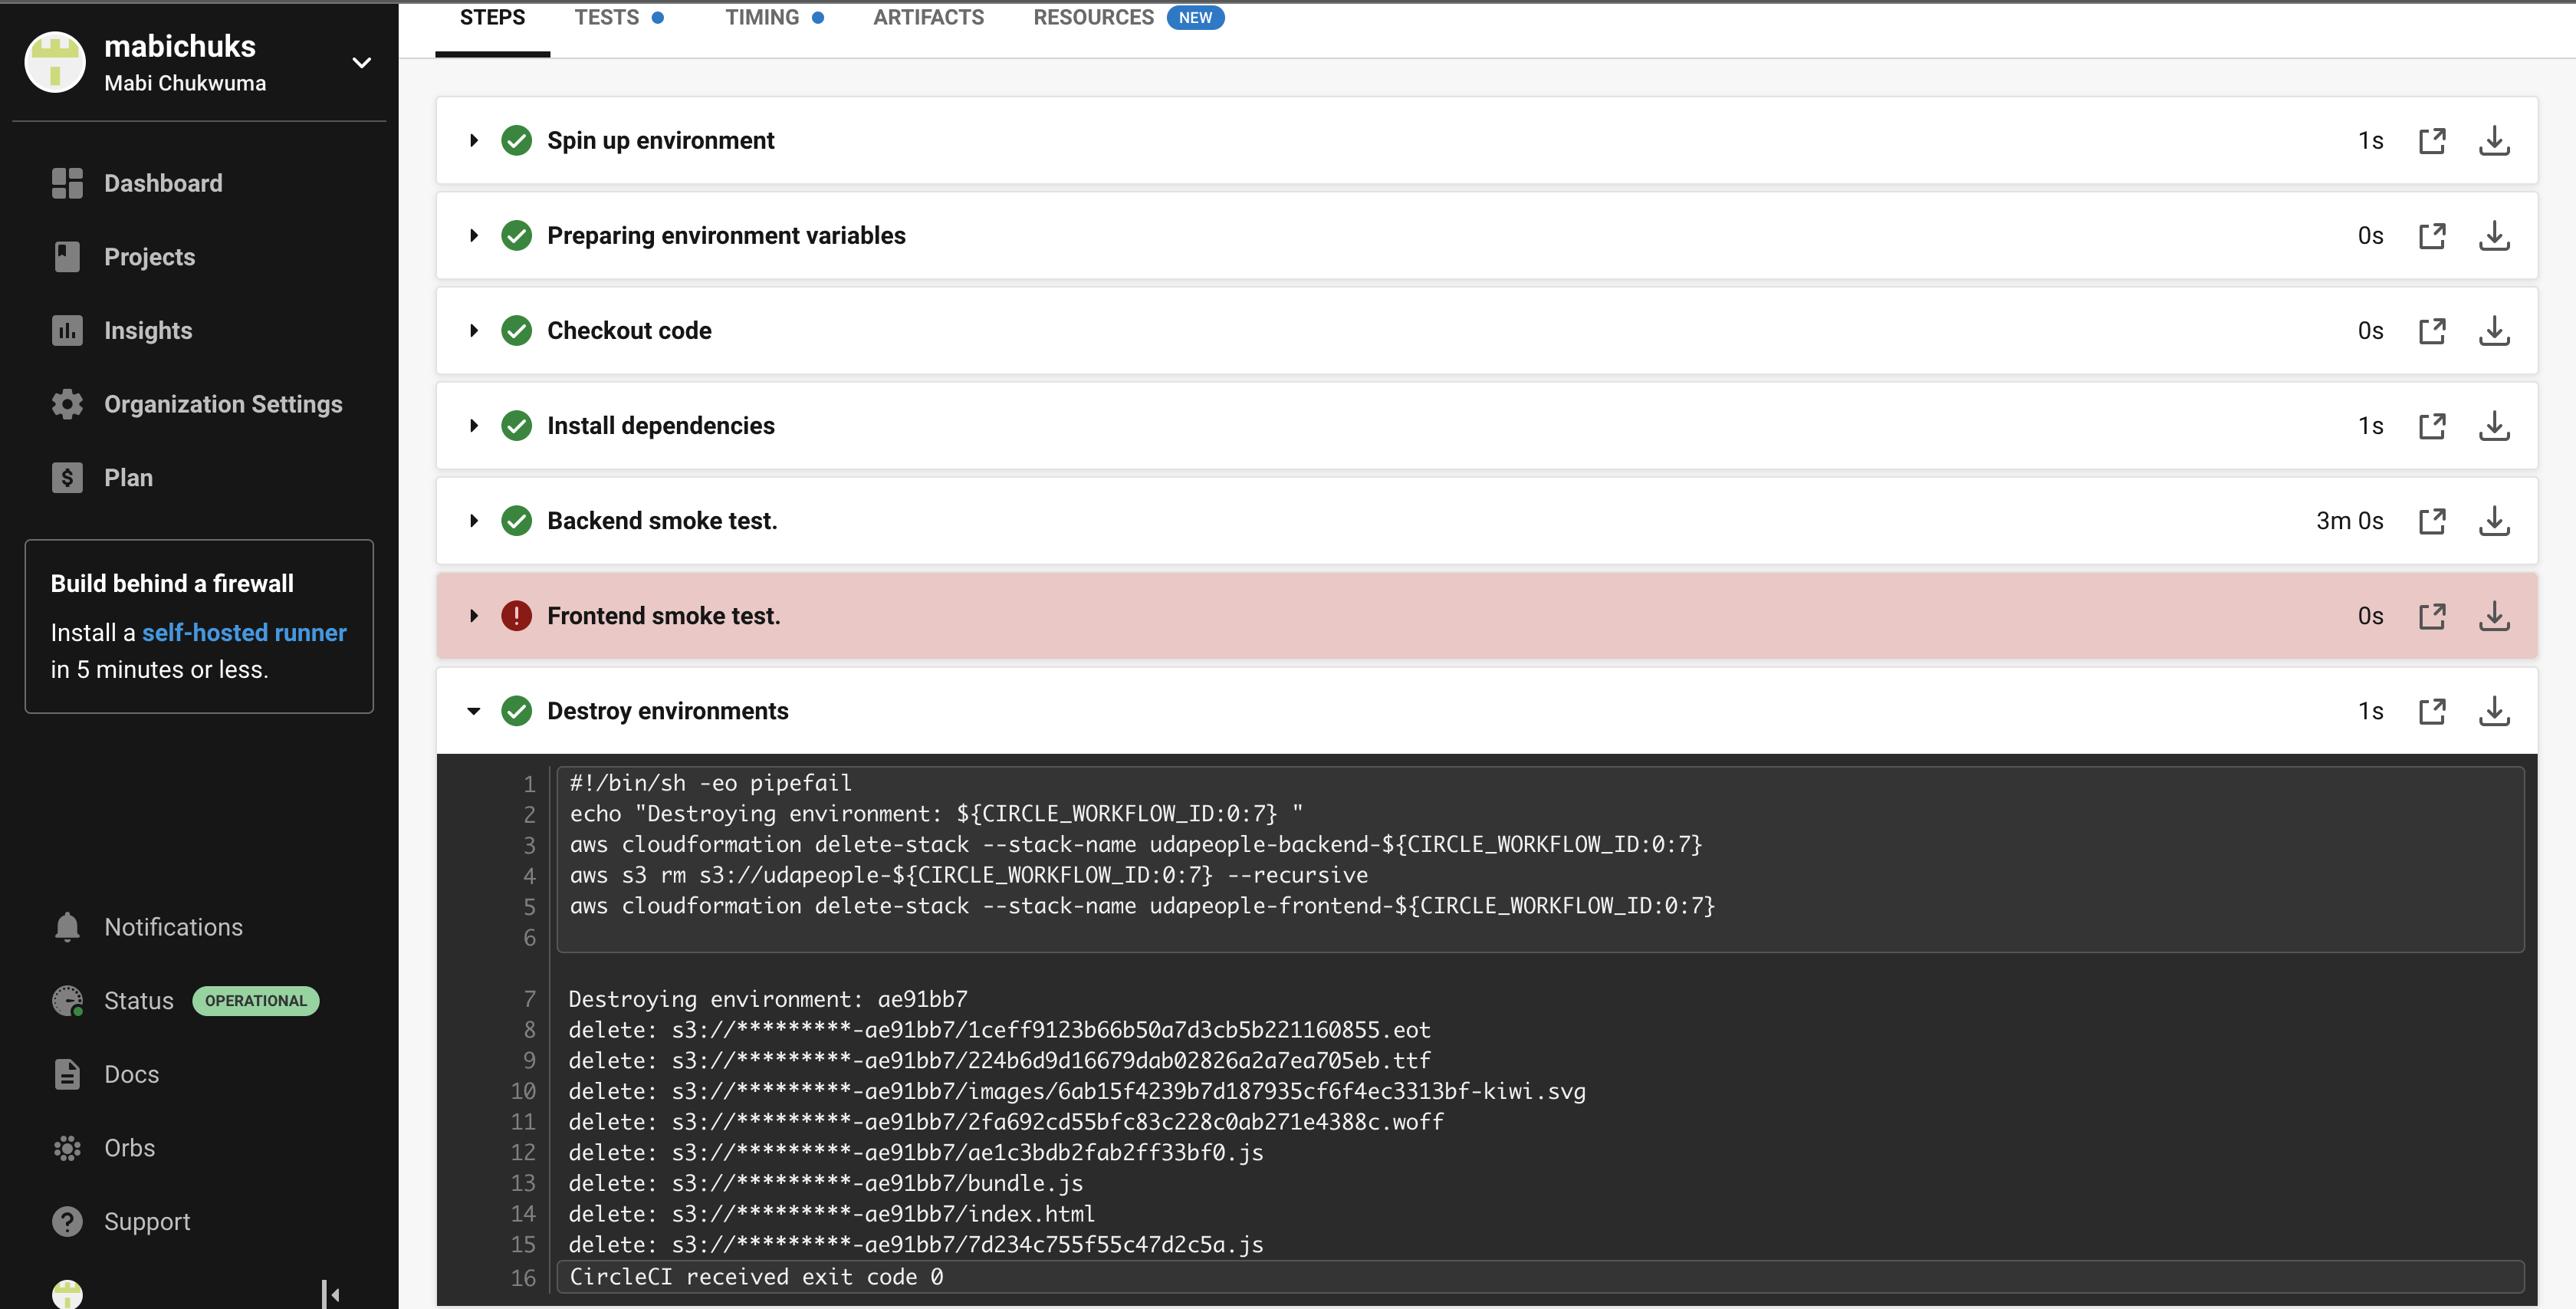 mabichuks
Mabi Chukwuma
Dashboard
Projects
Insights
Organization Settings
Plan
Build behind a firewall
Install a self-hosted runner
in 5 minutes or less.
Notifications
Status OPERATIONAL
Docs
Orbs
Support
STEPS TESTS TIMING ARTIFACTS RESOURCES NEW
Spin up environment 1s
Preparing environment variables 0s
Checkout code 0s
Install dependencies 1s
Backend smoke test. 3m 0s
Frontend smoke test. 0s
Destroy environments 1s
1 #!/bin/sh -eo pipefail
2 echo "Destroying environment: ${CIRCLE_WORKFLOW_ID:0:7} "
3 aws cloudformation delete-stack --stack-name udapeople-backend-${CIRCLE_WORKFLOW_ID:0:7}
4 aws s3 rm s3://udapeople-${CIRCLE_WORKFLOW_ID:0:7} --recursive
5 aws cloudformation delete-stack --stack-name udapeople-frontend-${CIRCLE_WORKFLOW_ID:0:7}
6
7 Destroying environment: ae91bb7
8 delete: s3://*********-ae91bb7/1ceff9123b66b50a7d3cb5b221160855.eot
9 delete: s3://*********-ae91bb7/224b6d9d16679dab02826a2a7ea705eb.ttf
10 delete: s3://*********-ae91bb7/images/6ab15f4239b7d187935cf6f4ec3313bf-kiwi.svg
11 delete: s3://*********-ae91bb7/2fa692cd55bfc83c228c0ab271e4388c.woff
12 delete: s3://*********-ae91bb7/ae1c3bdb2fab2ff33bf0.js
13 delete: s3://*********-ae91bb7/bundle.js
14 delete: s3://*********-ae91bb7/index.html
15 delete: s3://*********-ae91bb7/7d234c755f55c47d2c5a.js
16 CircleCI received exit code 0